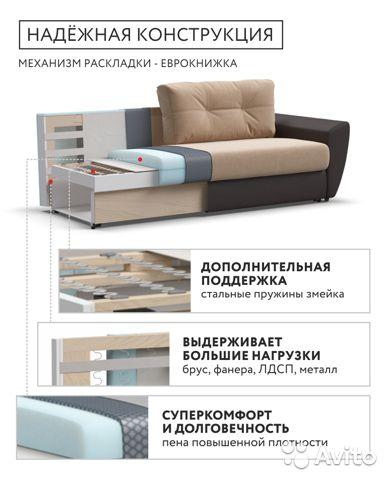 НАДЁЖНАЯ КОНСТРУКЦИЯ
МЕХАНИЗМ РАСКЛАДКИ - ЕВРОКНИЖКА
ДОПОЛНИТЕЛЬНАЯ
ПОДДЕРЖКА
стальные пружины змейка
ВЫДЕРЖИВАЕТ
БОЛЬШИЕ НАГРУЗКИ
брус, фанера, ЛДСП, металл
СУПЕРКОМФОРТ
И ДОЛГОВЕЧНОСТЬ
пена повышенной плотности
Avito